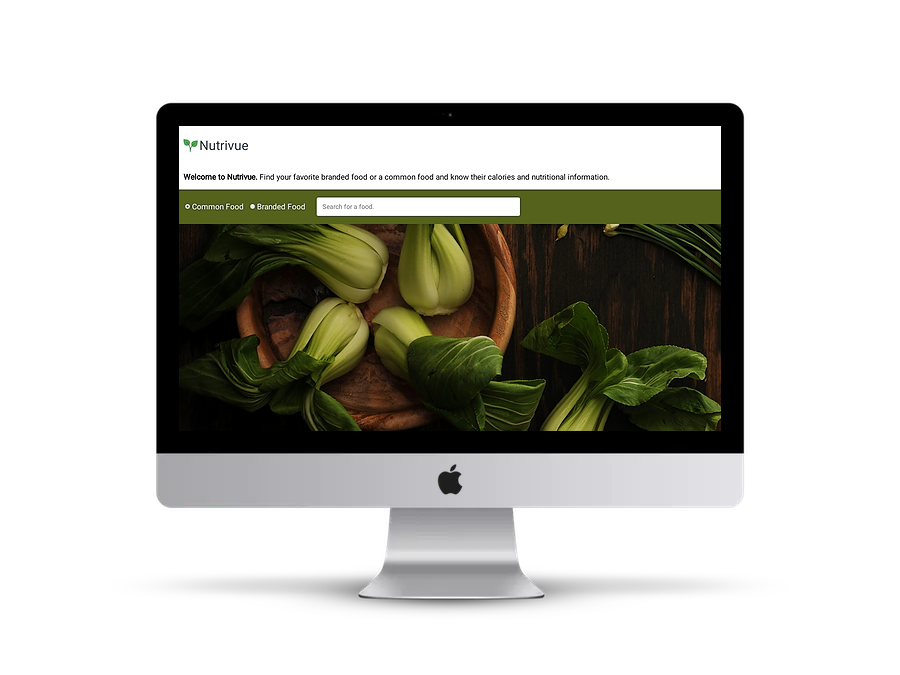 Nutrivue
Welcome to Nutrivue. Find your favorite branded food or a common food and know their calories and nutritional information.
Common Food Branded Food Search for a food.